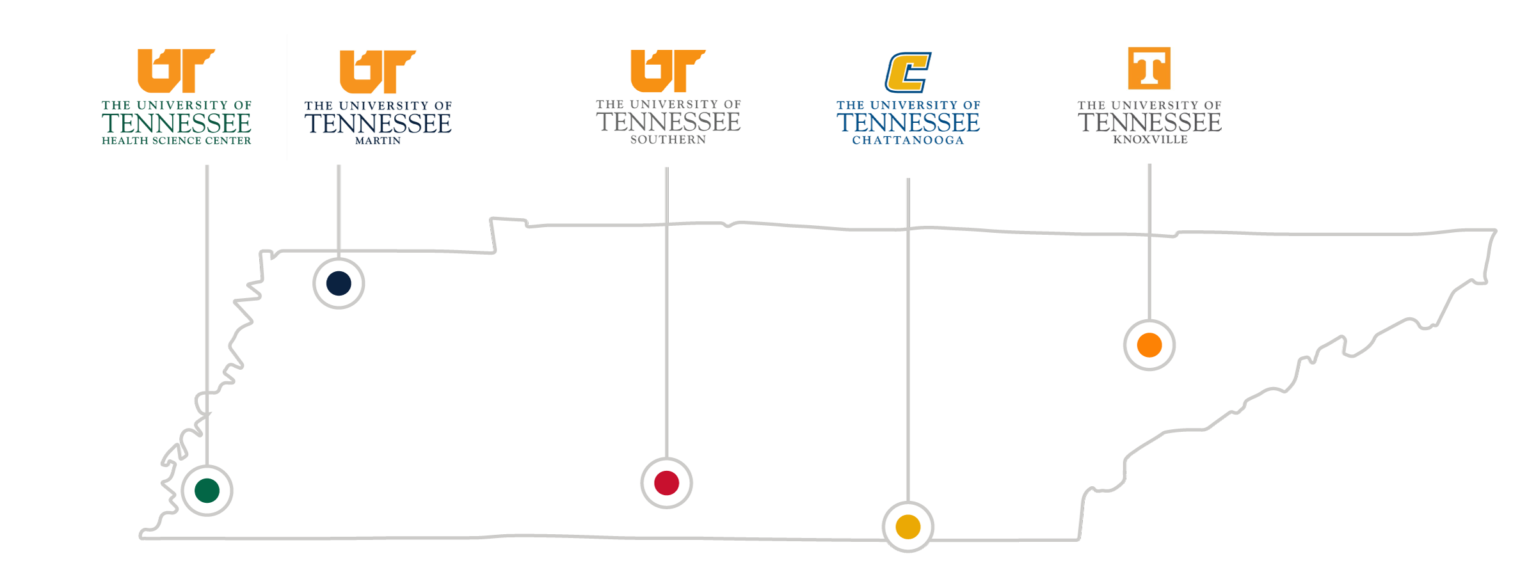 UT
THE UNIVERSITY OF
TENNESSEE
HEALTH SCIENCE CENTER
UT
THE UNIVERSITY OF
TENNESSEE
MARTIN
UT
THE UNIVERSITY OF
TENNESSEE
SOUTHERN
C
THE UNIVERSITY OF
TENNESSEE
CHATTANOOGA
T
THE UNIVERSITY OF
TENNESSEE
KNOXVILLE